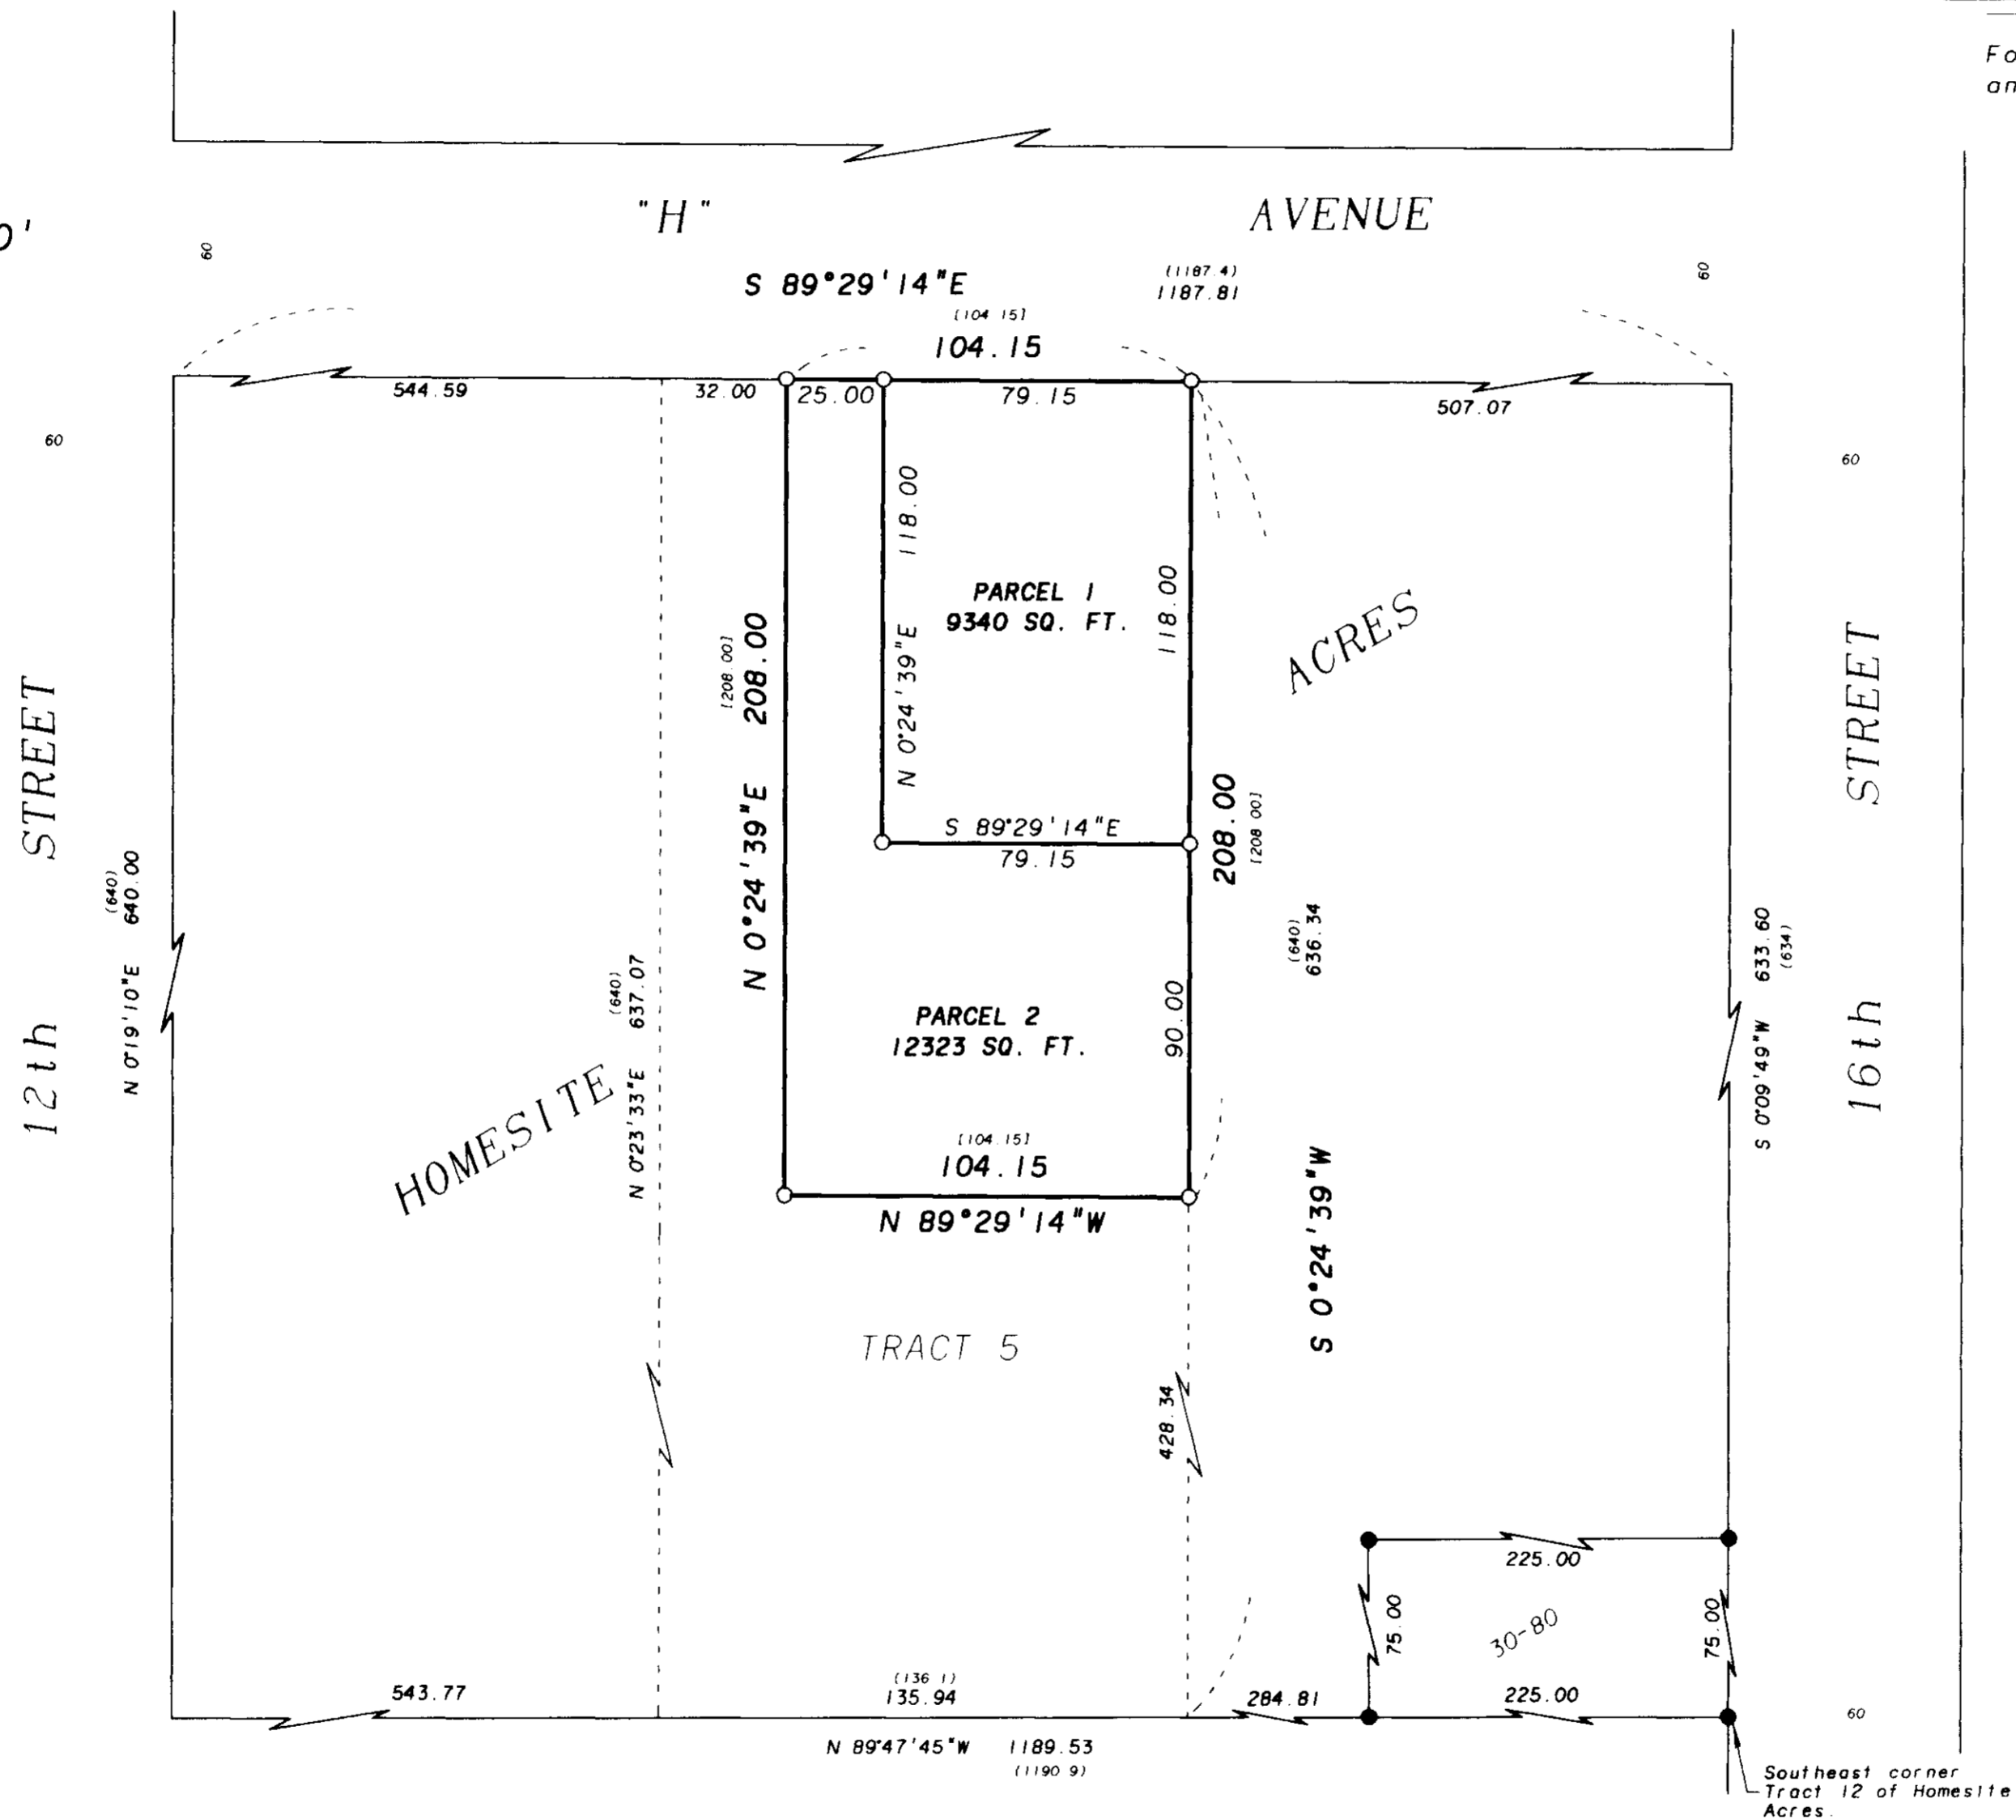 Fo
an
"H" AVENUE
0'
60
60
S 89°29'14"E
(1187.4)
1187.81
[104.15]
104.15
544.59
32.00
25.00
79.15
507.07
60
60
118.00
N 0°24'39"E
118.00
PARCEL 1
9340 SQ. FT.
[208.00]
N 0°24'39"E 208.00
ACRES
12th STREET
16th STREET
S 89°29'14"E
79.15
208.00
[208.00]
(640)
N 0°19'10"E 640.00
(640)
636.34
S 0°09'49"W 633.60
(634)
(640)
N 0°23'33"E 637.07
PARCEL 2
12323 SQ. FT.
90.00
HOMESITE
[104.15]
104.15
N 89°29'14"W
S 0°24'39"W
TRACT 5
428.34
225.00
75.00
30-80
75.00
543.77
(136.1)
135.94
284.81
225.00
60
N 89°47'45"W 1189.53
(1190.9)
Southeast corner
Tract 12 of Homesite
Acres.